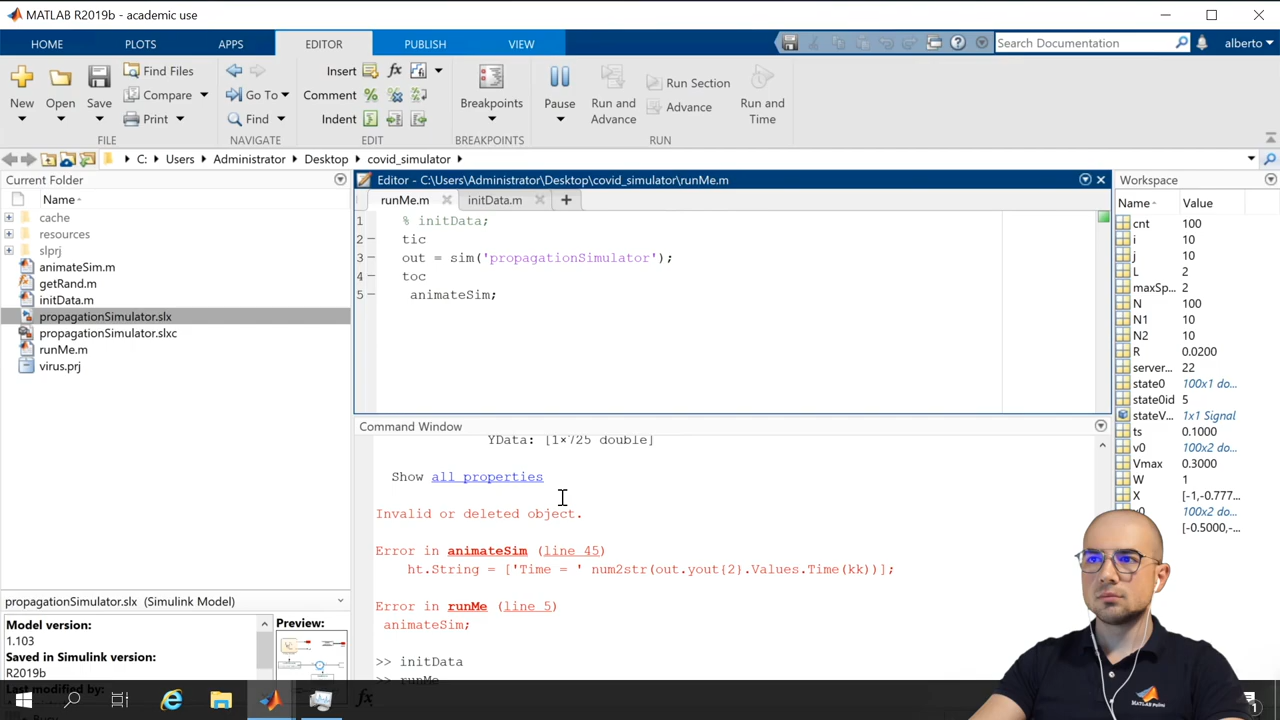 MATLAB R2019b - academic use
HOME
PLOTS
APPS
EDITOR
PUBLISH
VIEW
Search Documentation
alberto
New
Open
Save
Find Files
Compare
Print
Go To
Find
Insert
Comment
Indent
fx
Breakpoints
Pause
Run and Advance
Run Section
Advance
Run and Time
FILE
NAVIGATE
EDIT
BREAKPOINTS
RUN
C: Users Administrator Desktop covid_simulator
Current Folder
Name
cache
resources
slprj
animateSim.m
getRand.m
initData.m
propagationSimulator.slx
propagationSimulator.slxc
runMe.m
virus.prj
propagationSimulator.slx (Simulink Model)
Model version:
1.103
Saved in Simulink version:
R2019b
Last modified by:
Preview:
Editor - C:\Users\Administrator\Desktop\covid_simulator\runMe.m
runMe.m
initData.m
1 % initData;
2 tic
3 out = sim('propagationSimulator');
4 toc
5 animateSim;
Command Window
YData: [1×725 double]
Show all properties
Invalid or deleted object.
Error in animateSim (line 45)
ht.String = ['Time = ' num2str(out.yout{2}.Values.Time(kk))];
Error in runMe (line 5)
animateSim;
>> initData
>> runMe
fx
Workspace
Name Value
cnt 100
i 10
j 10
L 2
maxSp... 2
N 100
N1 10
N2 10
R 0.0200
server... 22
state0 100x1 do...
state0id 5
stateV... 1x1 Signal
ts 0.1000
v0 100x2 do...
Vmax 0.3000
W 1
X [-1,-0.777...
100x2 do...
[-0.5000,-...
1